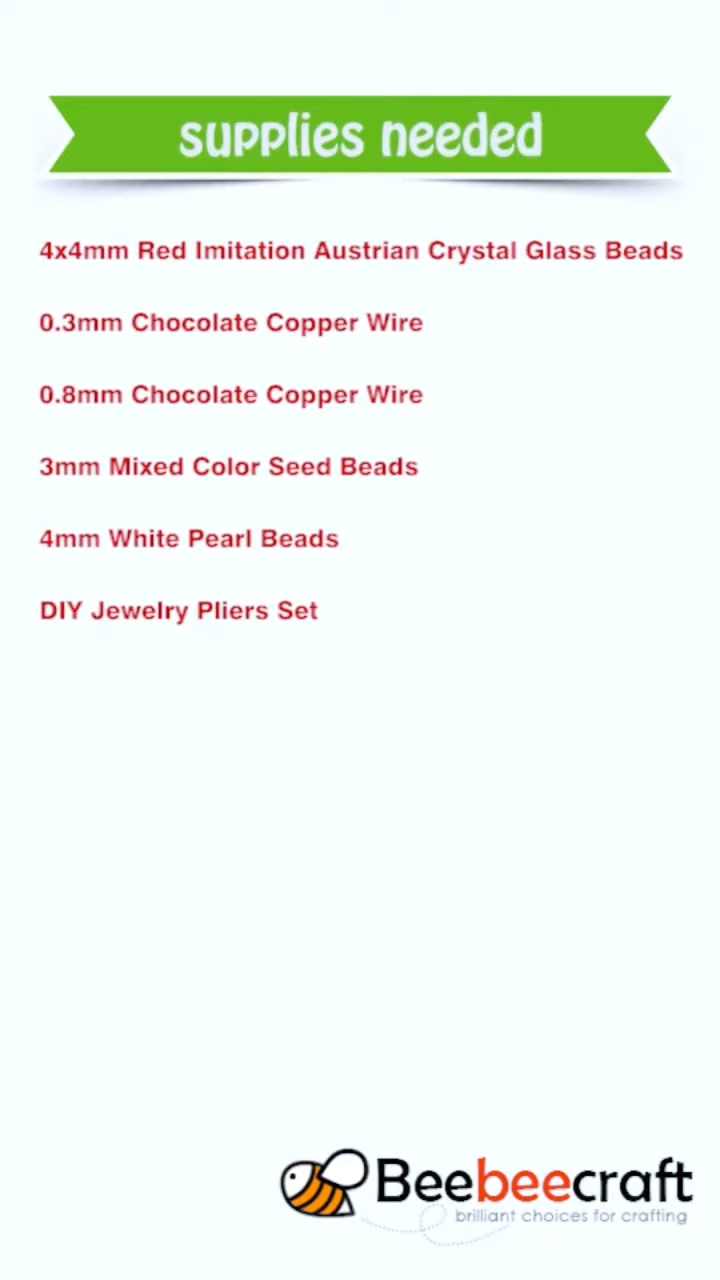 supplies needed
4x4mm Red Imitation Austrian Crystal Glass Beads
0.3mm Chocolate Copper Wire
0.8mm Chocolate Copper Wire
3mm Mixed Color Seed Beads
4mm White Pearl Beads
DIY Jewelry Pliers Set
Beebeecraft
brilliant choices for crafting